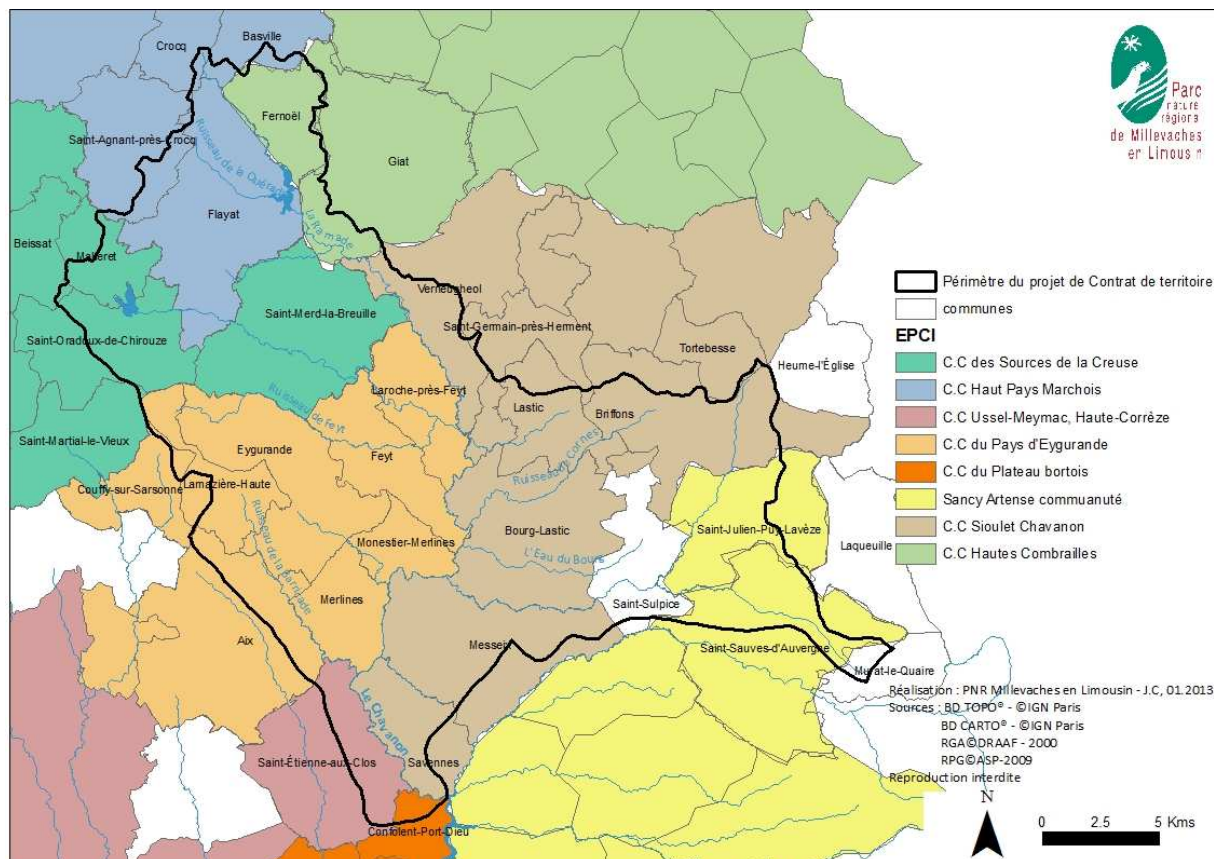 Crocq
Basville
Fernoël
Giat
Saint-Agnant-près-Crocq
Flayat
Ruisseau de la
La Ramade
Beissat
Malleret
Saint-Merd-la-Breuille
Saint-Oradoux-de-Chirouze
Saint-Martial-le-Vieux
Verneugheol
Saint-Germain-près-Herment
Tortebesse
Heume-l'Église
Laroche-près-Feyt
Ruisseau de Feyt
Lastic
Briffons
Ruisseau de Cornes
Eygurande
Feyt
Couffy-sur-Sarsonne
Lamazière-Haute
Ruisseau de la
Bourg-Lastic
Monestier-Merlines
L'Eau du Bourg
Saint-Julien-Puy-Lavèze
Laqueuille
Merlines
Saint-Sulpice
Aix
Messeix
Saint-Sauves-d'Auvergne
Murat-le-Quaire
Le Chavanon
Saint-Étienne-aux-Clos
Savennes
Confolent-Port-Dieu
Parc
nature
régiona
de Millevaches
en Limousin
Périmètre du projet de Contrat de territoire
communes
EPCI
C.C des Sources de la Creuse
C.C Haut Pays Marchois
C.C Ussel-Meymac, Haute-Corrèze
C.C du Pays d'Eygurande
C.C du Plateau bortois
Sancy Artense commuanuté
C.C Sioulet Chavanon
C.C Hautes Combrailles
Réalisation : PNR Millevaches en Limousin - J.C, 01.2013
Sources : BD TOPO® - ©IGN Paris
BD CARTO® - ©IGN Paris
RGA©DRAAF - 2000
RPG©ASP-2009
Reproduction interdite
N
0 2.5 5 Kms